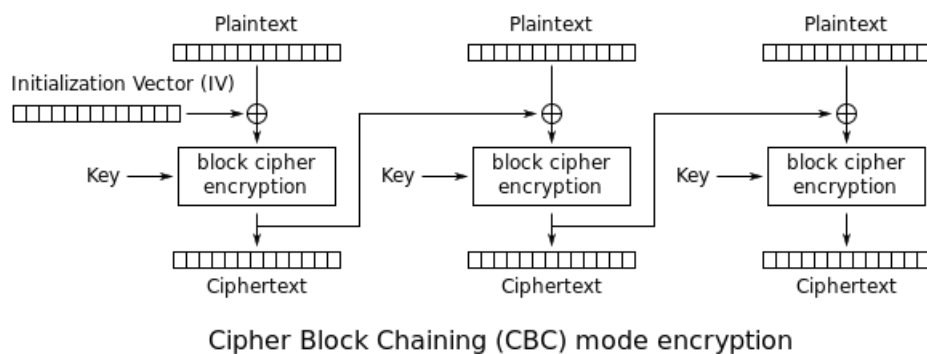 Plaintext
Plaintext
Plaintext
Initialization Vector (IV)
Key
block cipher
encryption
Key
block cipher
encryption
Key
block cipher
encryption
Ciphertext
Ciphertext
Ciphertext
Cipher Block Chaining (CBC) mode encryption